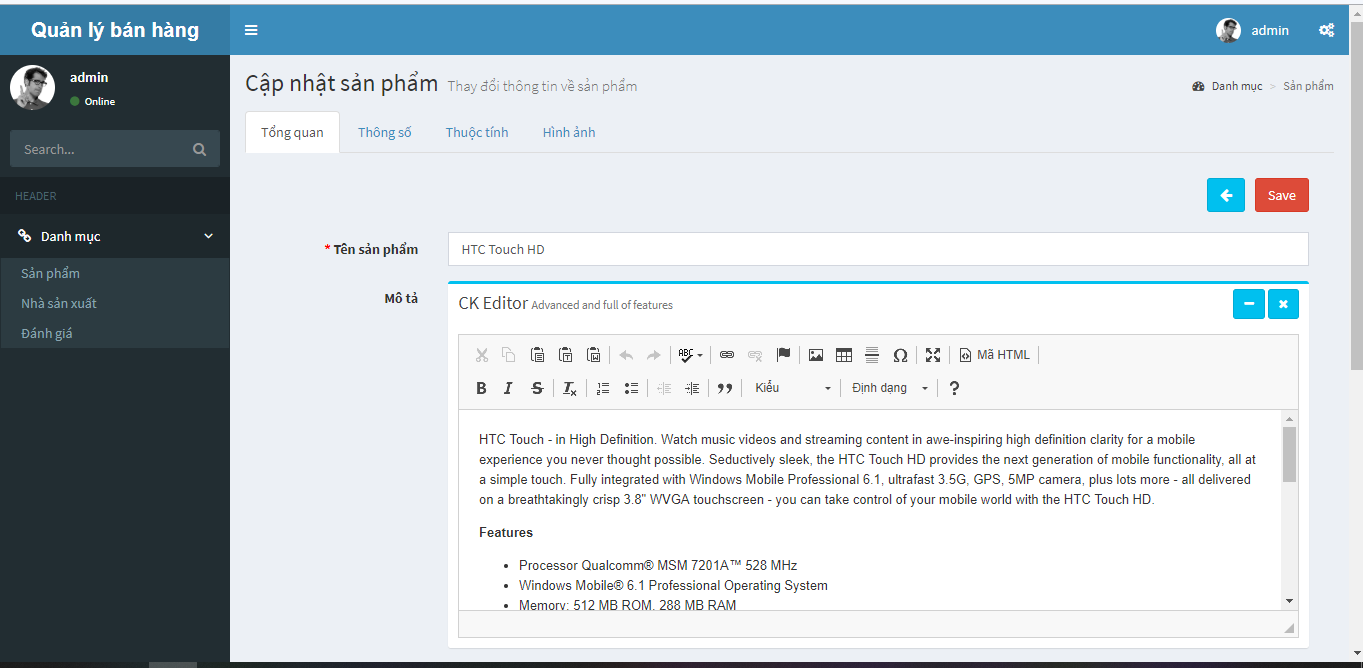 Quản lý bán hàng
admin
admin
Online
Search...
HEADER
Danh mục
Sản phẩm
Nhà sản xuất
Đánh giá
Cập nhật sản phẩm Thay đổi thông tin về sản phẩm
Danh mục > Sản phẩm
Tổng quan Thông số Thuộc tính Hình ảnh
Save
* Tên sản phẩm HTC Touch HD
Mô tả
CK Editor Advanced and full of features
ABC Ω Mã HTML
B I S Tx Kiểu Định dạng ?
HTC Touch - in High Definition. Watch music videos and streaming content in awe-inspiring high definition clarity for a mobile
experience you never thought possible. Seductively sleek, the HTC Touch HD provides the next generation of mobile functionality, all at
a simple touch. Fully integrated with Windows Mobile Professional 6.1, ultrafast 3.5G, GPS, 5MP camera, plus lots more - all delivered
on a breathtakingly crisp 3.8" WVGA touchscreen - you can take control of your mobile world with the HTC Touch HD.
Features
• Processor Qualcomm® MSM 7201A™ 528 MHz
• Windows Mobile® 6.1 Professional Operating System
• Memory: 512 MB ROM, 288 MB RAM